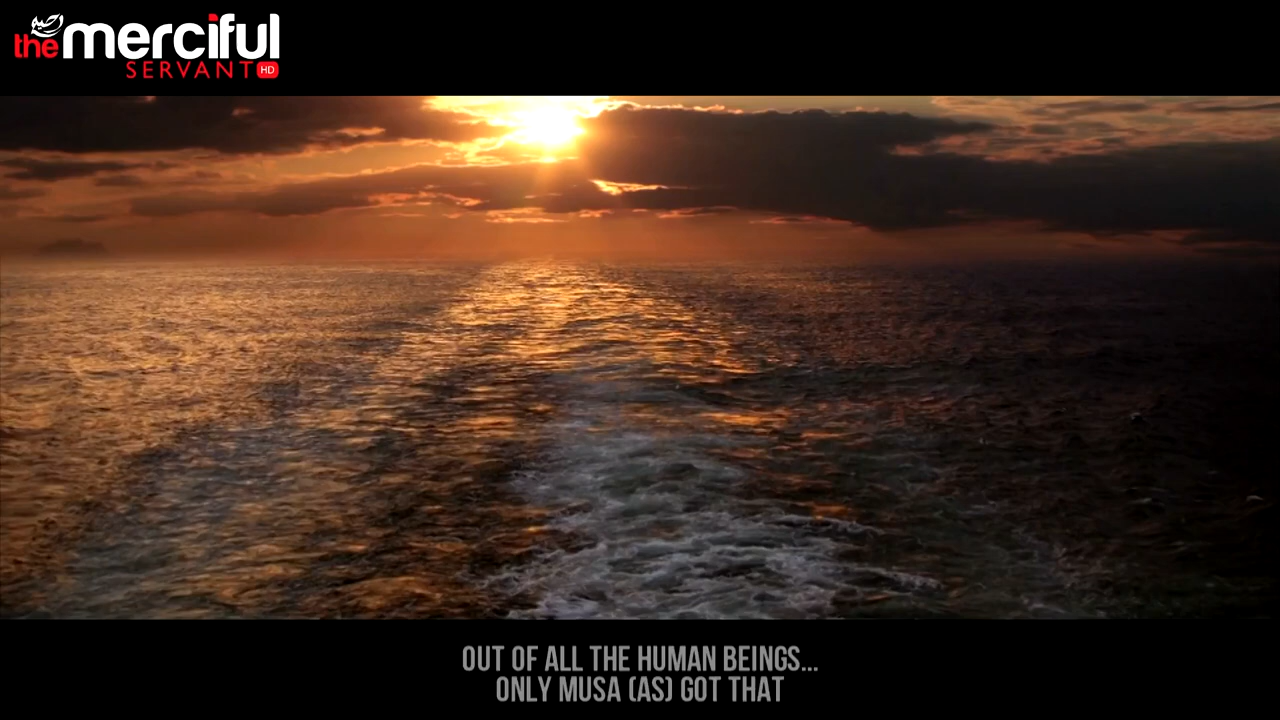 the merciful
SERVANT HD
OUT OF ALL THE HUMAN BEINGS...
ONLY MUSA (AS) GOT THAT